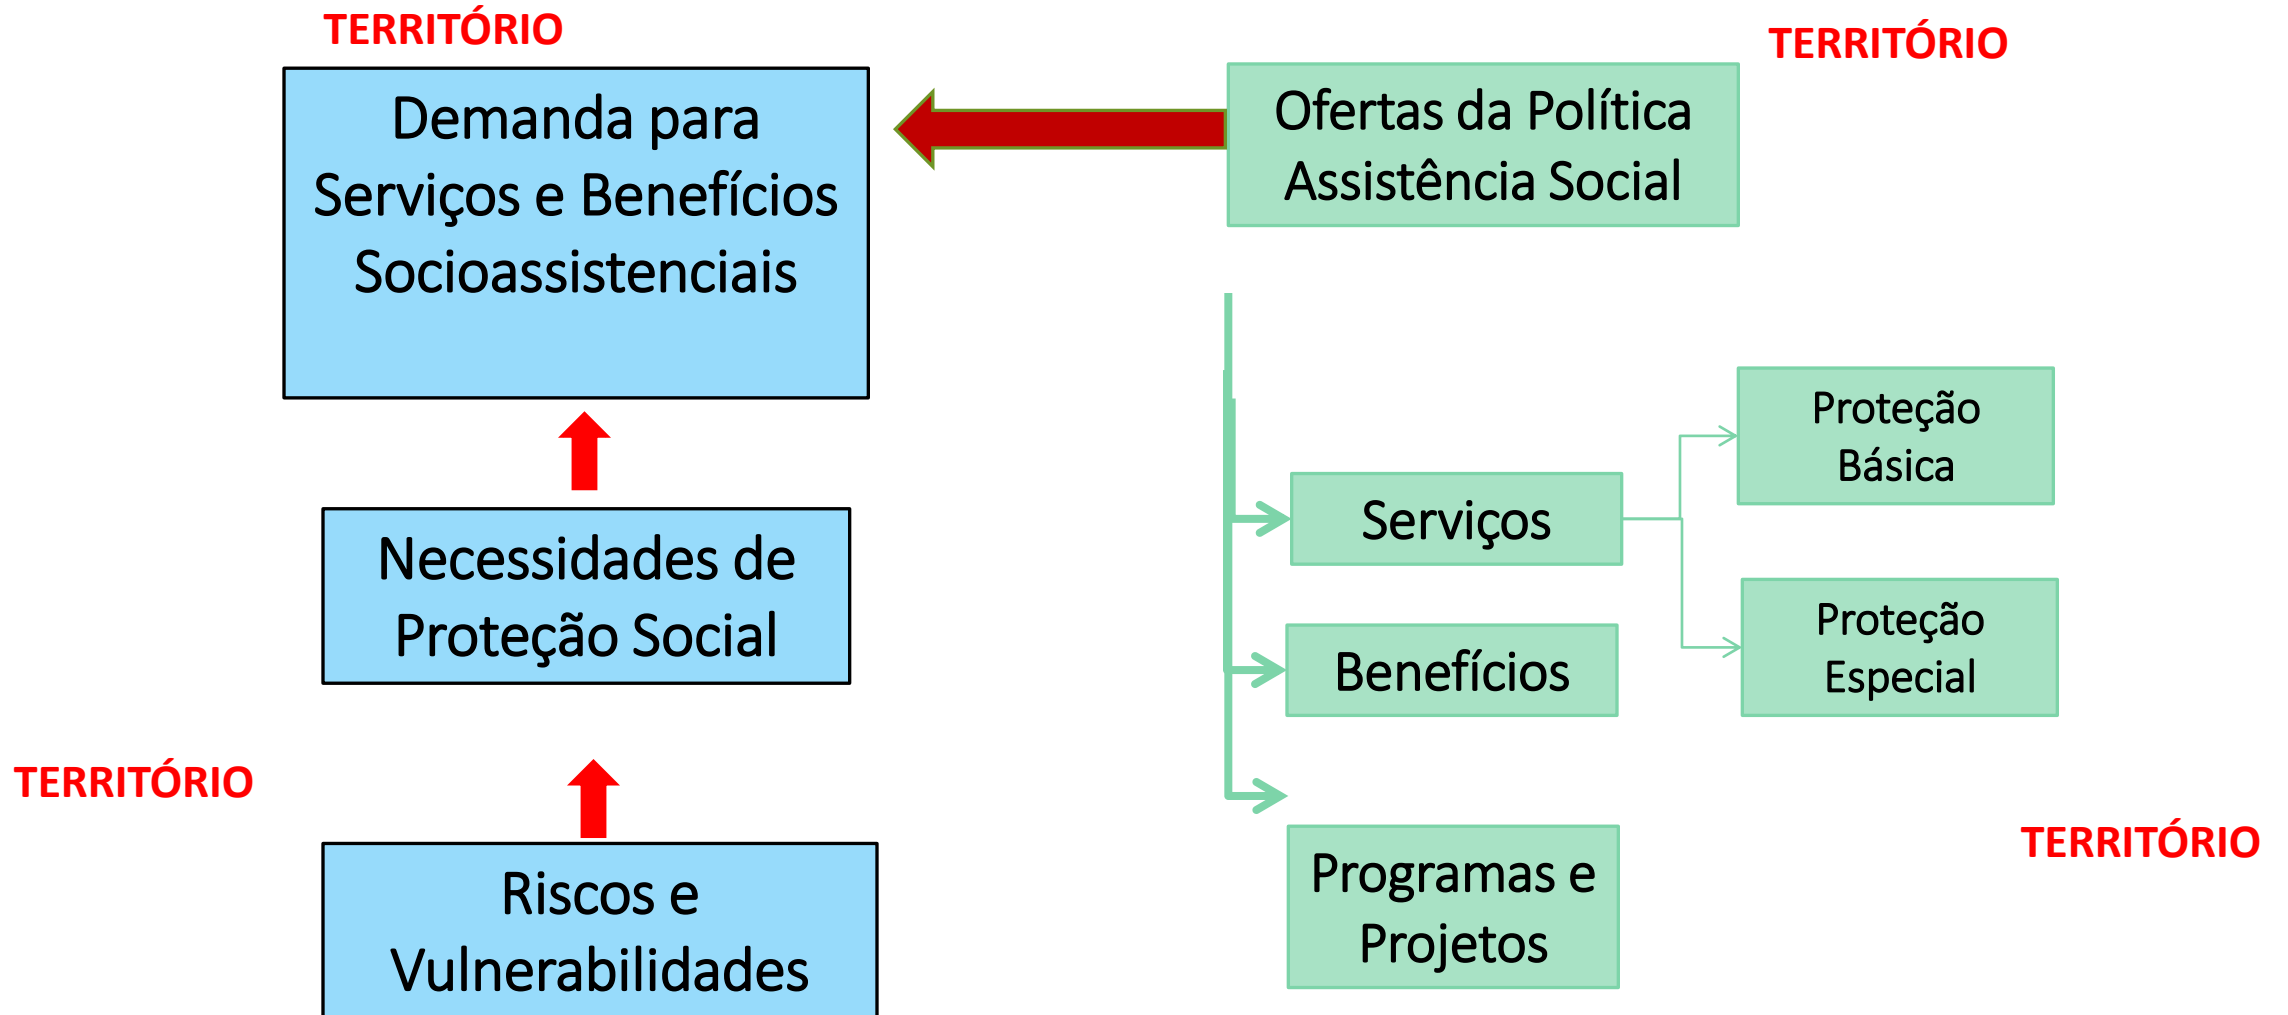 TERRITÓRIO
TERRITÓRIO
Demanda para
Serviços e Benefícios
Socioassistenciais
Ofertas da Política
Assistência Social
Necessidades de
Proteção Social
Riscos e
Vulnerabilidades
Serviços
Proteção
Básica
Proteção
Especial
Benefícios
Programas e
Projetos
TERRITÓRIO
TERRITÓRIO